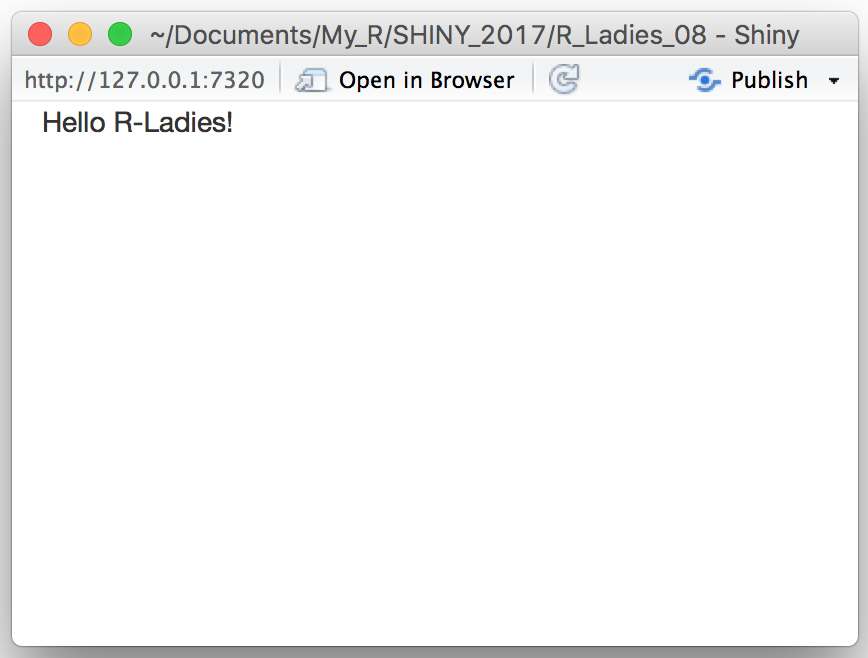 ~/Documents/My_R/SHINY_2017/R_Ladies_08 - Shiny
http://127.0.0.1:7320 Open in Browser Publish
Hello R-Ladies!